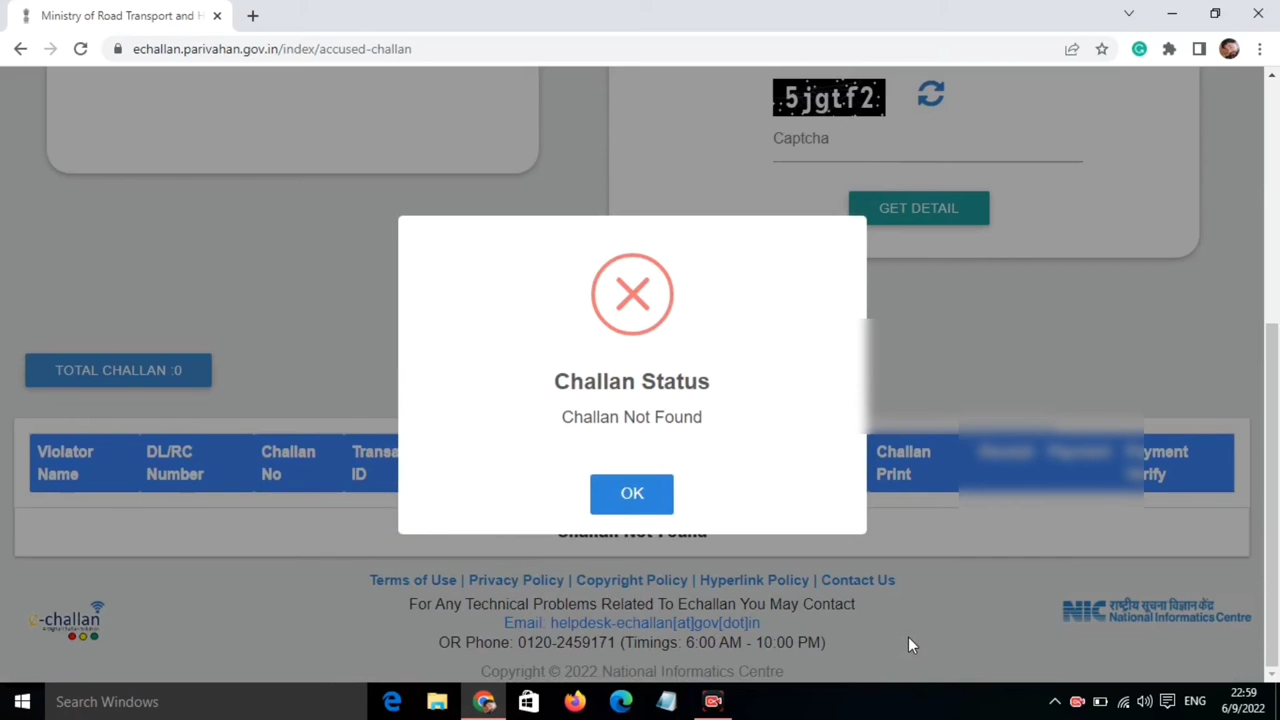 Ministry of Road Transport and H
echallan.parivahan.gov.in/index/accused-challan
5jgtf2
Captcha
GET DETAIL
Challan Status
Challan Not Found
OK
TOTAL CHALLAN :0
Violator Name
DL/RC Number
Challan No
Transa ID
Challan Print
Challan Not Found
Terms of Use | Privacy Policy | Copyright Policy | Hyperlink Policy | Contact Us
For Any Technical Problems Related To Echallan You May Contact
Email: helpdesk-echallan[at]gov[dot]in
OR Phone: 0120-2459171 (Timings: 6:00 AM - 10:00 PM)
Copyright © 2022 National Informatics Centre
e-challan
NIC राष्ट्रीय सूचना विज्ञान केंद्र
National Informatics Centre
Search Windows
ENG
22:59
6/9/2022